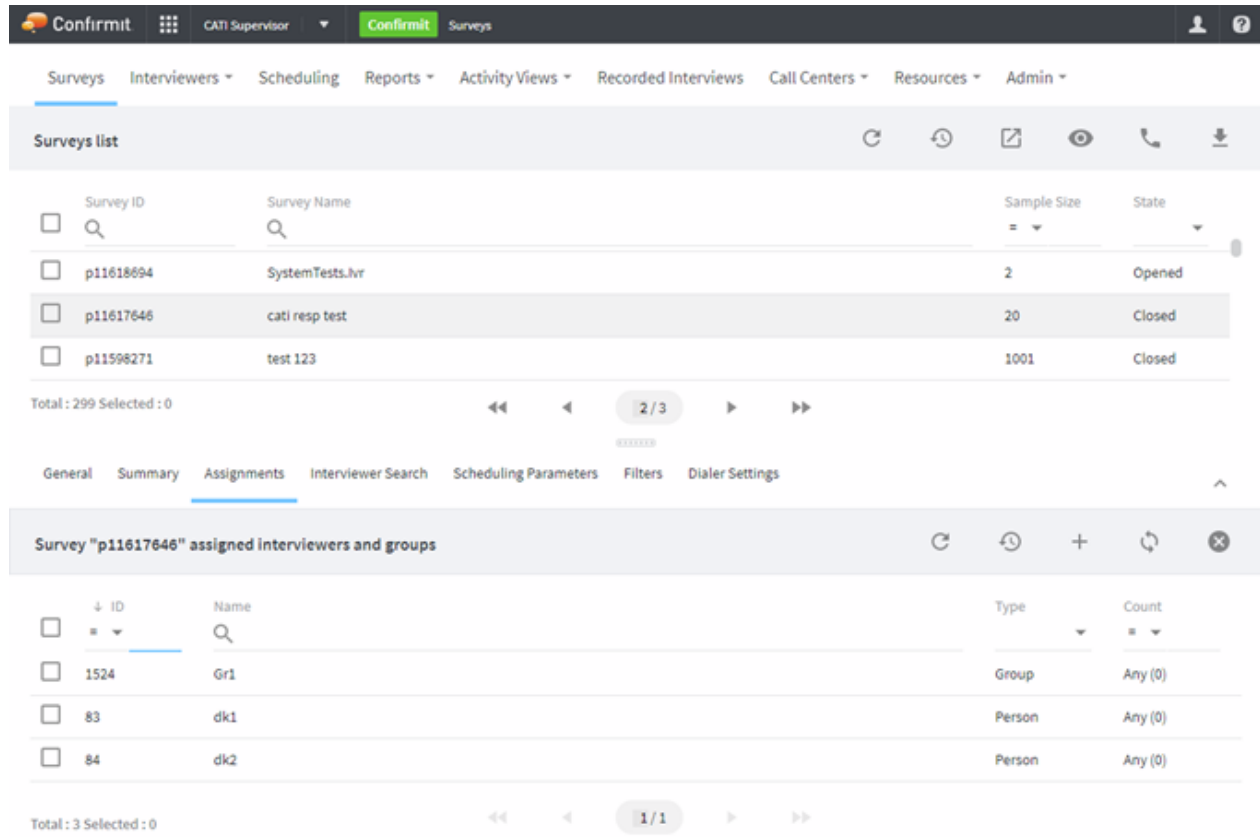 Confirmit CATI Supervisor Confirmit Surveys
Surveys Interviewers Scheduling Reports Activity Views Recorded Interviews Call Centers Resources Admin
Surveys list
Survey ID Survey Name Sample Size State
=
p11618694 SystemTests.lvr 2 Opened
p11617646 cati resp test 20 Closed
p11598271 test 123 1001 Closed
Total : 299 Selected : 0 2 / 3
General Summary Assignments Interviewer Search Scheduling Parameters Filters Dialer Settings
Survey "p11617646" assigned interviewers and groups
ID Name Type Count
= =
1524 Gr1 Group Any (0)
83 dk1 Person Any (0)
84 dk2 Person Any (0)
Total : 3 Selected : 0 1 / 1